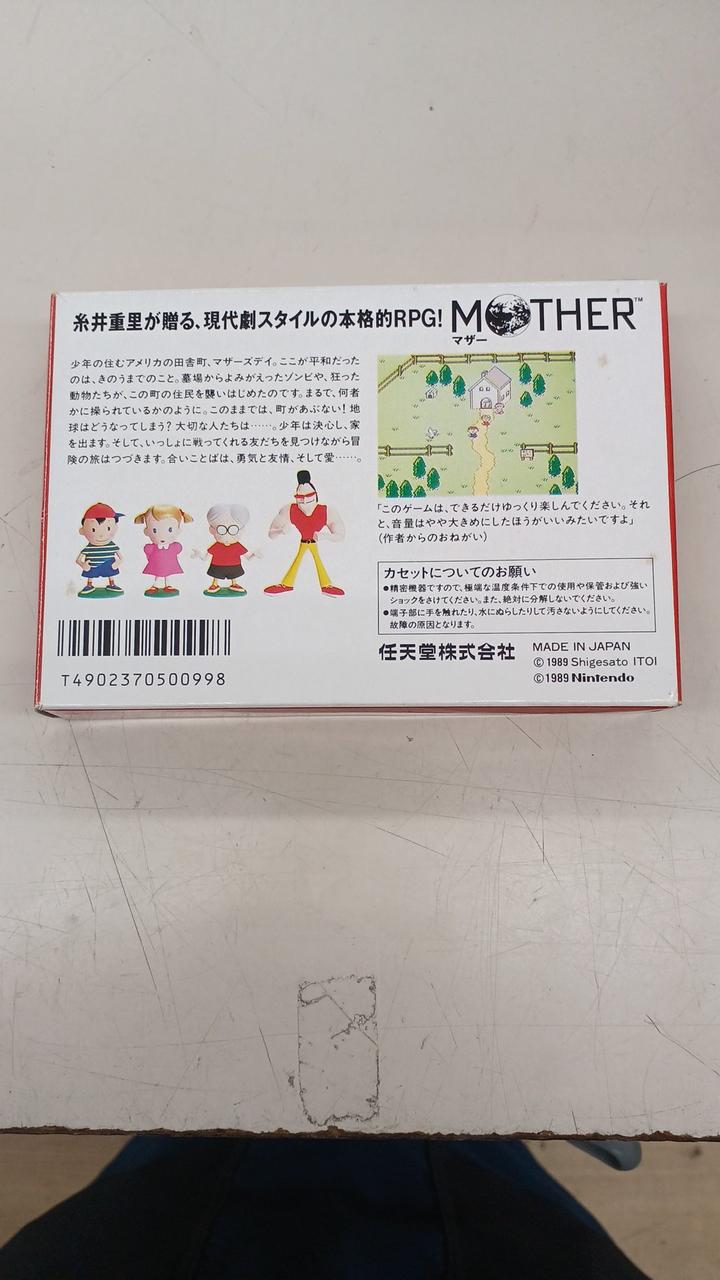 糸井重里が贈る、現代劇スタイルの本格的RPG!
MOTHER™
マザー
少年の住むアメリカの田舎町、マザーズデイ。ここが平和だった
のは、きのうまでのこと。墓場からよみがえったゾンビや、狂った
動物たちが、この町の住民を襲いはじめたのです。まるで、何者
かに操られているかのように。このままでは、町があぶない！地
球はどうなってしまう？大切な人たちは……。少年は決心し、家
を出ます。そして、いっしょに戦ってくれる友だちを見つけながら冒
険の旅はつづきます。合いことばは、勇気と友情、そして愛……。
「このゲームは、できるだけゆっくり楽しんでください。それ
と、音量はやや大きめにしたほうがいいみたいですよ」
（作者からのおねがい）
カセットについてのお願い
●精密機器ですので、極端な温度条件下での使用や保管および強い
ショックをさけてください。また、絶対に分解しないでください。
●端子部に手を触れたり、水にぬらしたりして汚さないようにしてください。
故障の原因となります。
T4902370500998
任天堂株式会社
MADE IN JAPAN
©1989 Shigesato ITOI
©1989 Nintendo